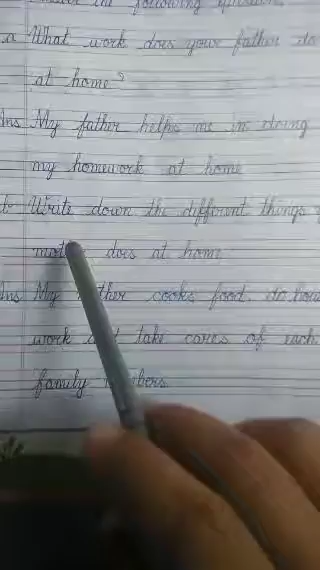 the following questions
a What work does your father do
at home?
Ans My father helps me in doing
my homework at home
b Write down the different things
does at home
Ans My cooks food, do
work take cares of each
family